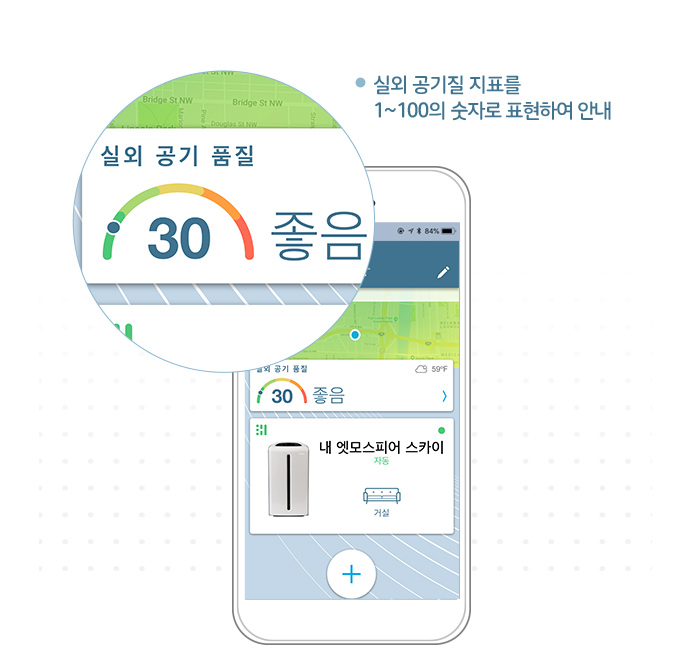 실외 공기질 지표를
1~100의 숫자로 표현하여 안내
Bridge St NW
Bridge St NW
Douglas St NW
실외 공기 품질
30 좋음
84%
실외 공기 품질
59°F
30 좋음
내 엣모스피어 스카이
자동
거실